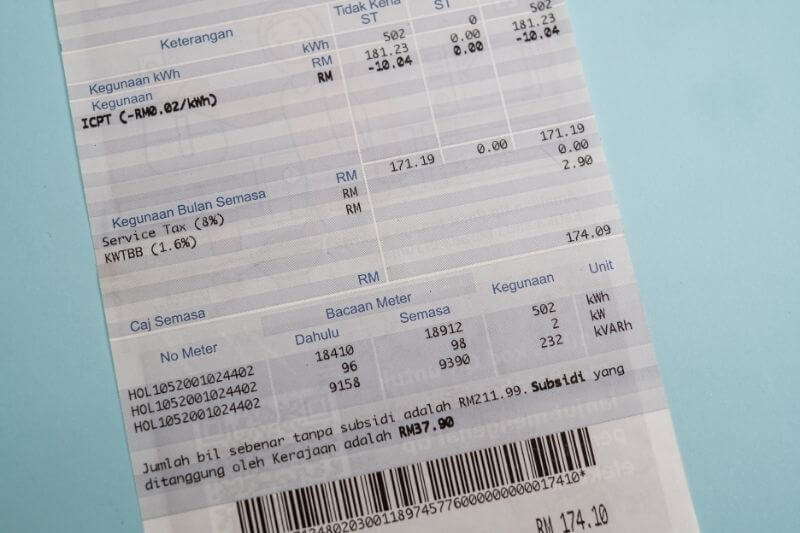 Keterangan Tidak Kena ST ST
Kegunaan kWh kWh 502 0 502
Kegunaan RM 181.23 0.00 181.23
ICPT (-RM0.02/kWh) RM -10.04 0.00 -10.04
Kegunaan Bulan Semasa RM 171.19 0.00 171.19
Service Tax (8%) RM 0.00
KWTBB (1.6%) RM 2.90
Caj Semasa RM 174.09
No Meter Bacaan Meter Kegunaan Unit
Dahulu Semasa
HOL1052001024402 18410 18912 502 kWh
HOL1052001024402 96 98 2 kW
HOL1052001024402 9158 9390 232 kVARh
Jumlah bil sebenar tanpa subsidi adalah RM211.99. Subsidi yang
ditanggung oleh Kerajaan adalah RM37.90
RM 174.10